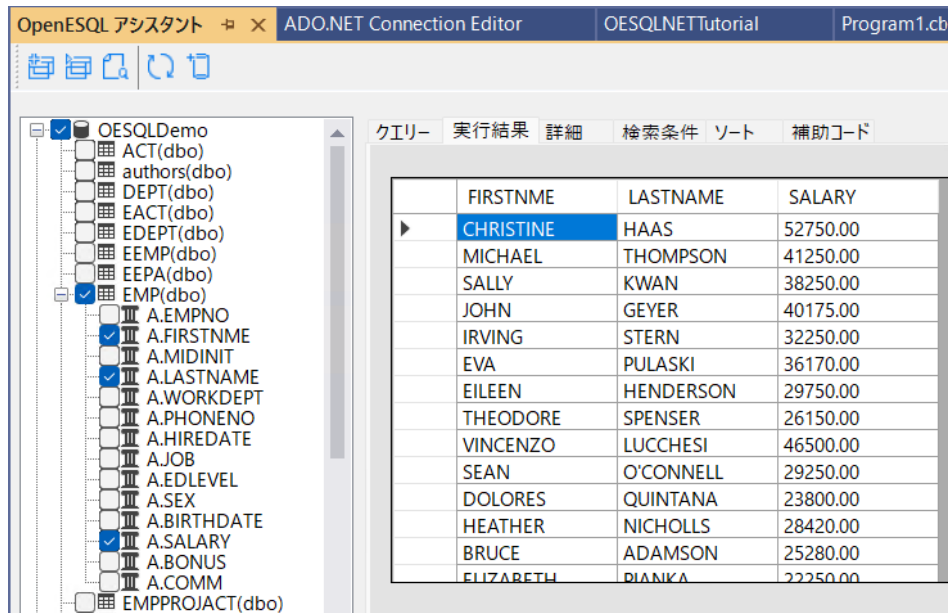 OpenESQL アシスタント ADO.NET Connection Editor OESQLNETTutorial Program1.cb
OESQLDemo
ACT(dbo)
authors(dbo)
DEPT(dbo)
EACT(dbo)
EDEPT(dbo)
EEMP(dbo)
EEPA(dbo)
EMP(dbo)
A.EMPNO
A.FIRSTNME
A.MIDINIT
A.LASTNAME
A.WORKDEPT
A.PHONENO
A.HIREDATE
A.JOB
A.EDLEVEL
A.SEX
A.BIRTHDATE
A.SALARY
A.BONUS
A.COMM
EMPPROJACT(dbo)
クエリー 実行結果 詳細 検索条件 ソート 補助コード
FIRSTNME LASTNAME SALARY
CHRISTINE HAAS 52750.00
MICHAEL THOMPSON 41250.00
SALLY KWAN 38250.00
JOHN GEYER 40175.00
IRVING STERN 32250.00
EVA PULASKI 36170.00
EILEEN HENDERSON 29750.00
THEODORE SPENSER 26150.00
VINCENZO LUCCHESI 46500.00
SEAN O'CONNELL 29250.00
DOLORES QUINTANA 23800.00
HEATHER NICHOLLS 28420.00
BRUCE ADAMSON 25280.00
ELIZABETH PIANKA 22250.00